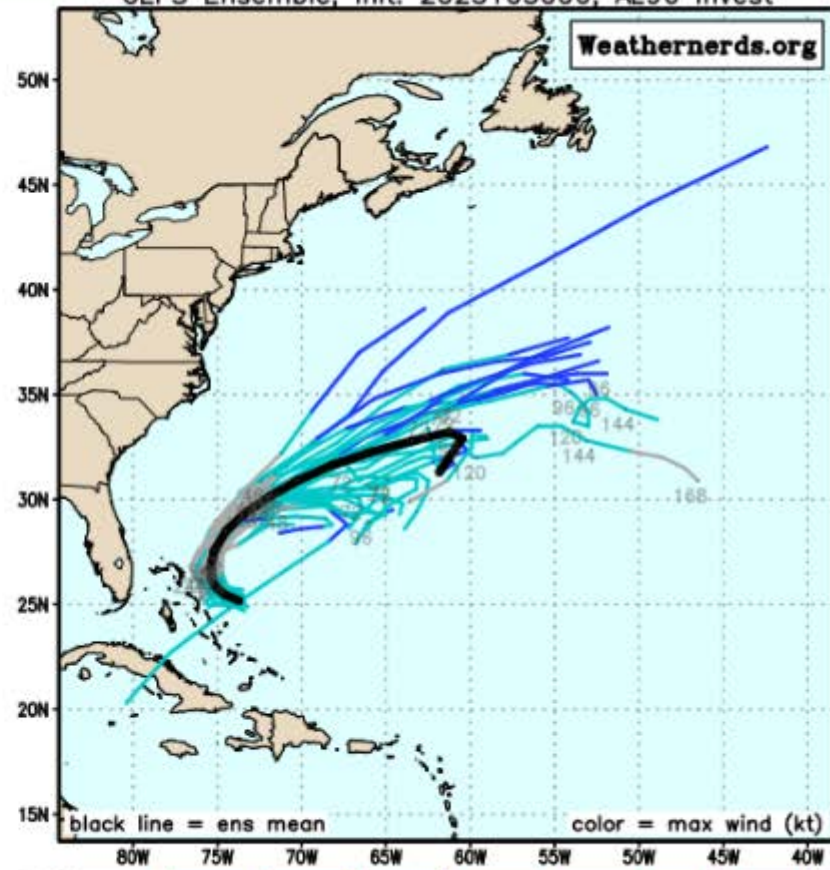 Weathernerds.org
50N
45N
40N
35N
30N
25N
20N
15N
96
144
120
144
168
120
96
black line = ens mean
color = max wind (kt)
80W 75W 70W 65W 60W 55W 50W 45W 40W